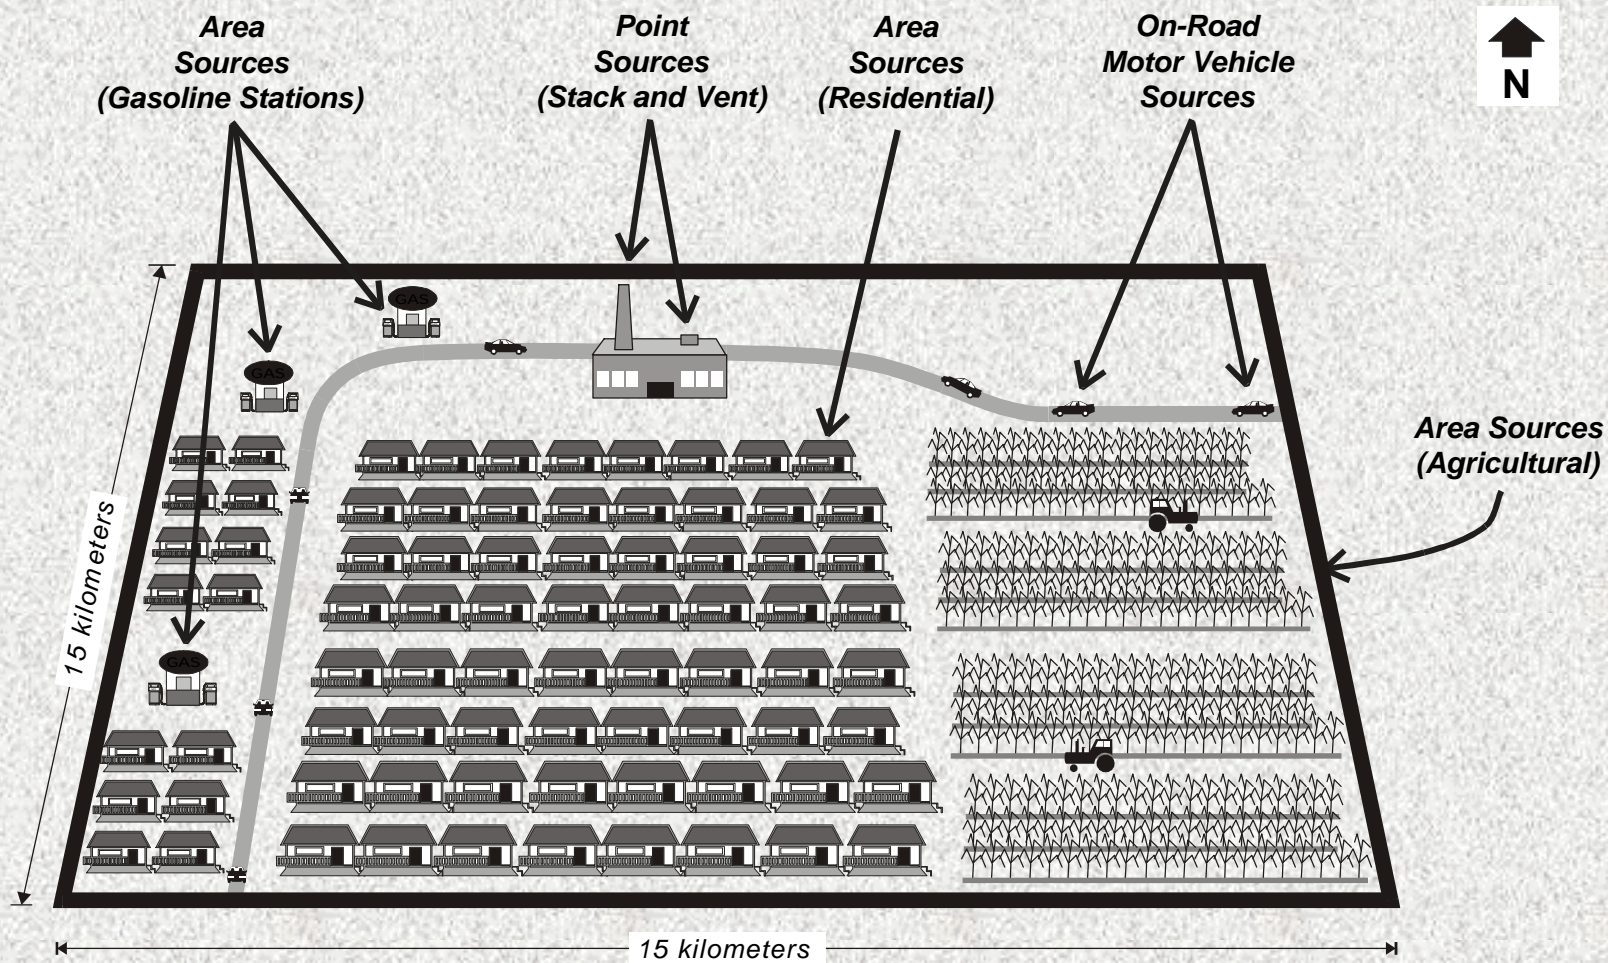 Area
Sources
(Gasoline Stations)
Point
Sources
(Stack and Vent)
Area
Sources
(Residential)
On-Road
Motor Vehicle
Sources
N
GAS
GAS
GAS
Area Sources
(Agricultural)
15 kilometers
15 kilometers